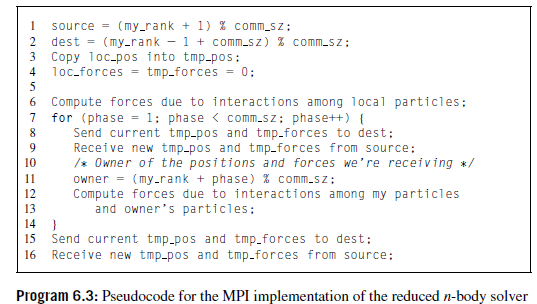 1 source = (my_rank + 1) % comm_sz;
2 dest = (my_rank − 1 + comm_sz) % comm_sz;
3 Copy loc_pos into tmp_pos;
4 loc_forces = tmp_forces = 0;
5
6 Compute forces due to interactions among local particles;
7 for (phase = 1; phase < comm_sz; phase++) {
8 Send current tmp_pos and tmp_forces to dest;
9 Receive new tmp_pos and tmp_forces from source;
10 /* Owner of the positions and forces we're receiving */
11 owner = (my_rank + phase) % comm_sz;
12 Compute forces due to interactions among my particles
13 and owner's particles;
14 }
15 Send current tmp_pos and tmp_forces to dest;
16 Receive new tmp_pos and tmp_forces from source;
Program 6.3: Pseudocode for the MPI implementation of the reduced n-body solver